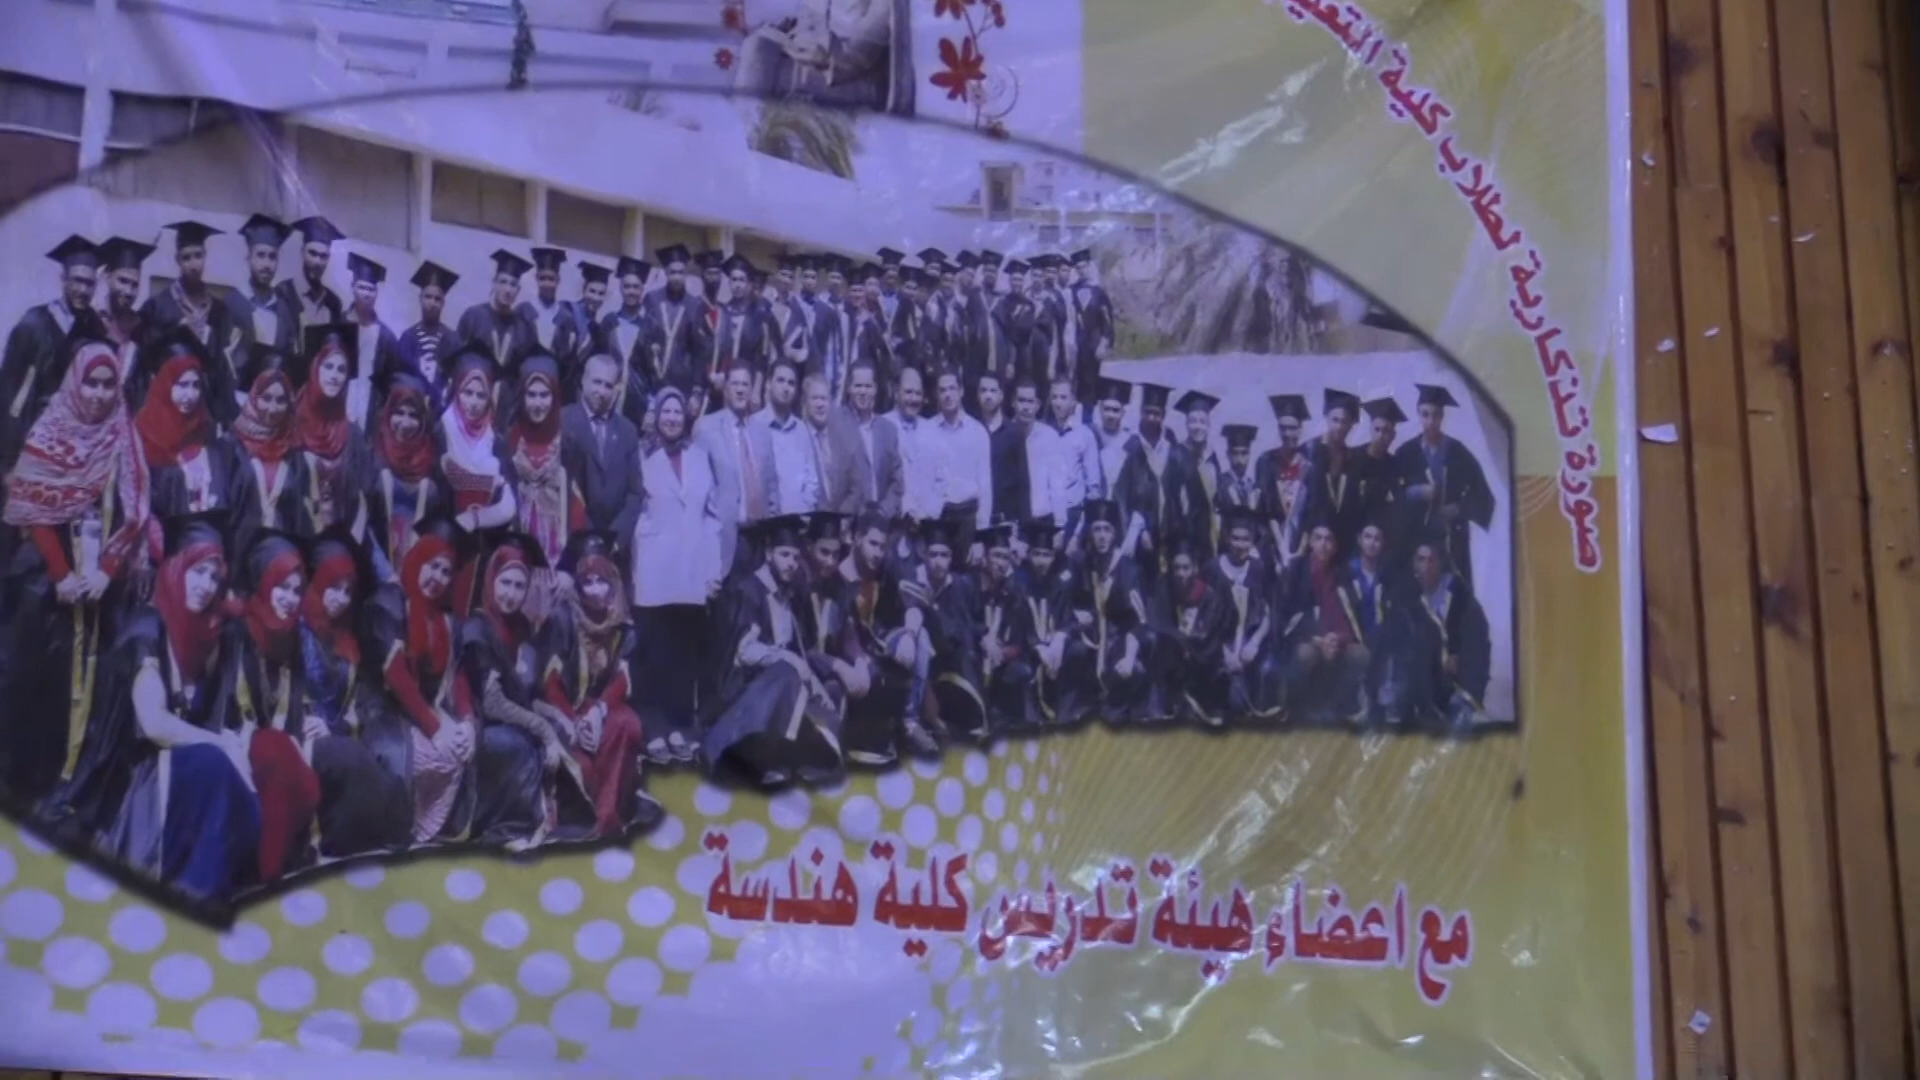 صورة تذكارية لطلاب كلية
مع اعضاء هيئة تدريس كلية هندسة